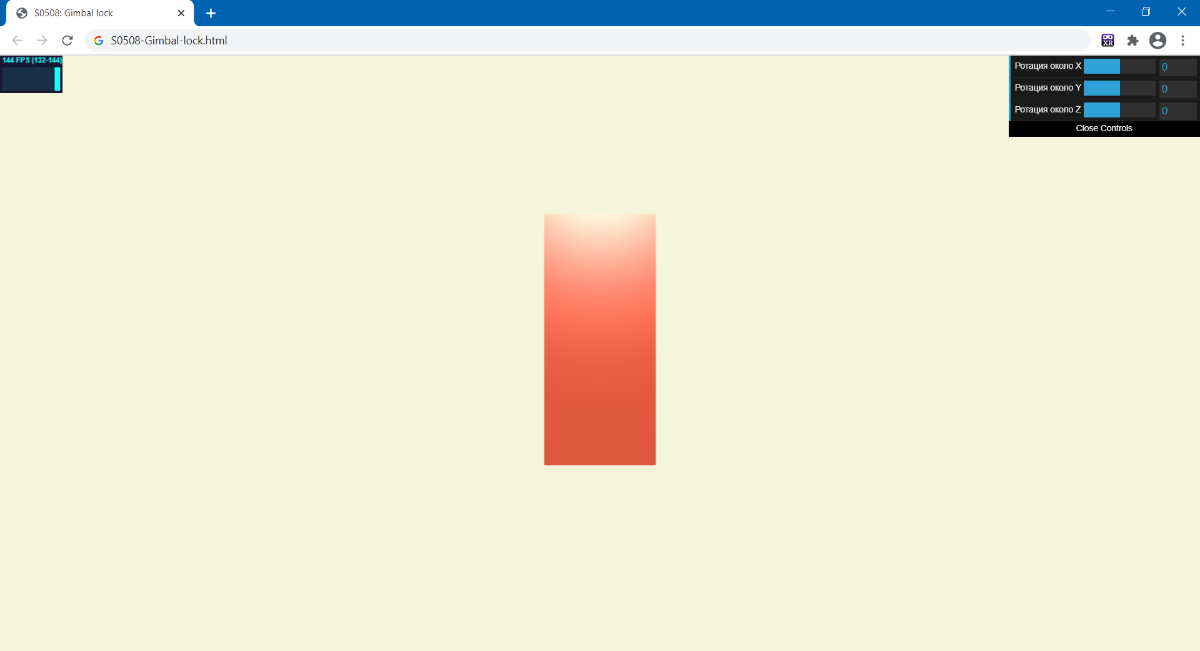 S0508: Gimbal lock
S0508-Gimbal-lock.html
144 FPS (132-144)
Ротация около X 0
Ротация около Y 0
Ротация около Z 0
Close Controls